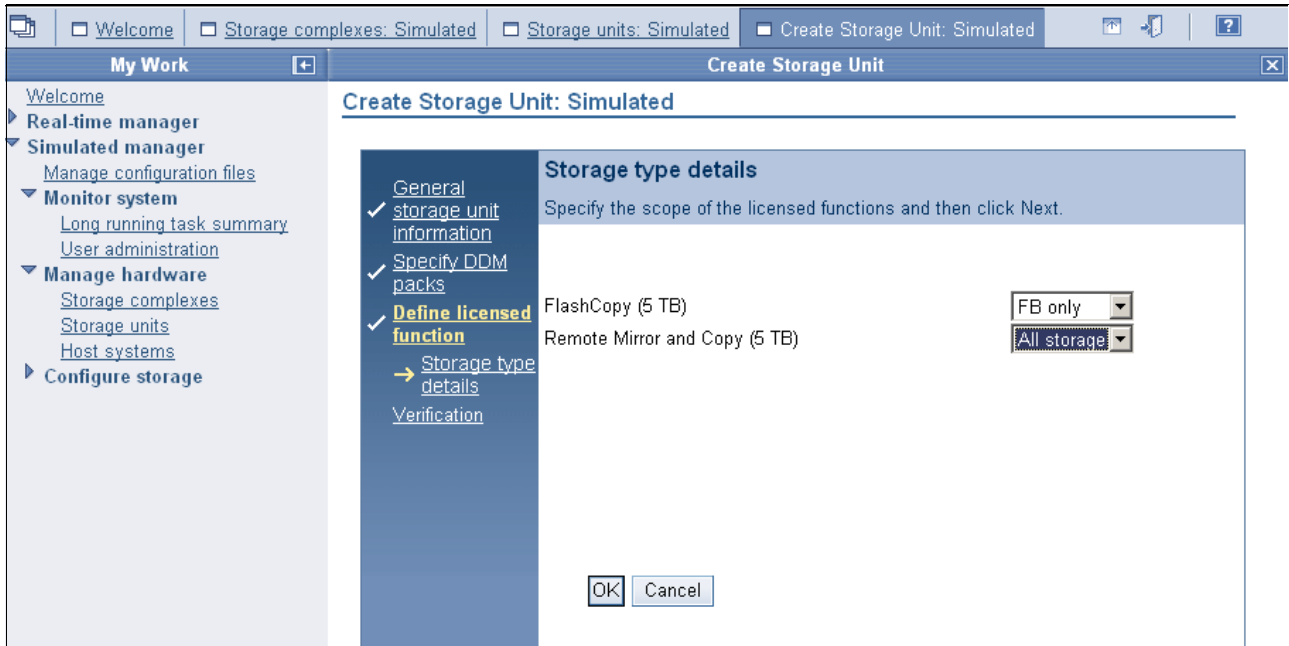 Welcome
Storage complexes: Simulated
Storage units: Simulated
Create Storage Unit: Simulated
?
My Work
Create Storage Unit
Welcome
Real-time manager
Simulated manager
Manage configuration files
Monitor system
Long running task summary
User administration
Manage hardware
Storage complexes
Storage units
Host systems
Configure storage
Create Storage Unit: Simulated
General
storage unit
information
Specify DDM
packs
Define licensed
function
Storage type
details
Verification
Storage type details
Specify the scope of the licensed functions and then click Next.
FlashCopy (5 TB)
FB only
Remote Mirror and Copy (5 TB)
All storage
OK
Cancel